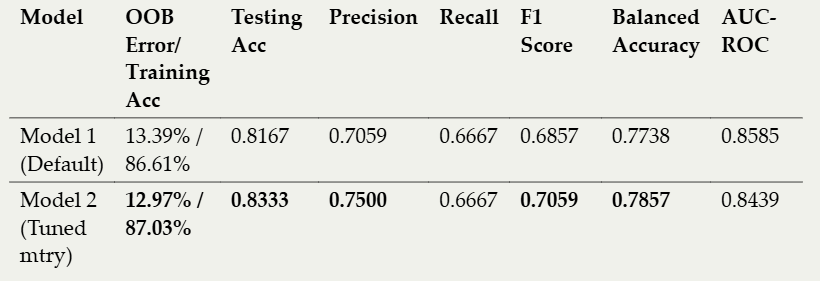 Model OOB Testing Precision Recall F1 Balanced AUC-
Error/ Acc Score Accuracy ROC
Training
Acc
Model 1 13.39% / 0.8167 0.7059 0.6667 0.6857 0.7738 0.8585
(Default) 86.61%
Model 2 12.97% / 0.8333 0.7500 0.6667 0.7059 0.7857 0.8439
(Tuned 87.03%
mtry)